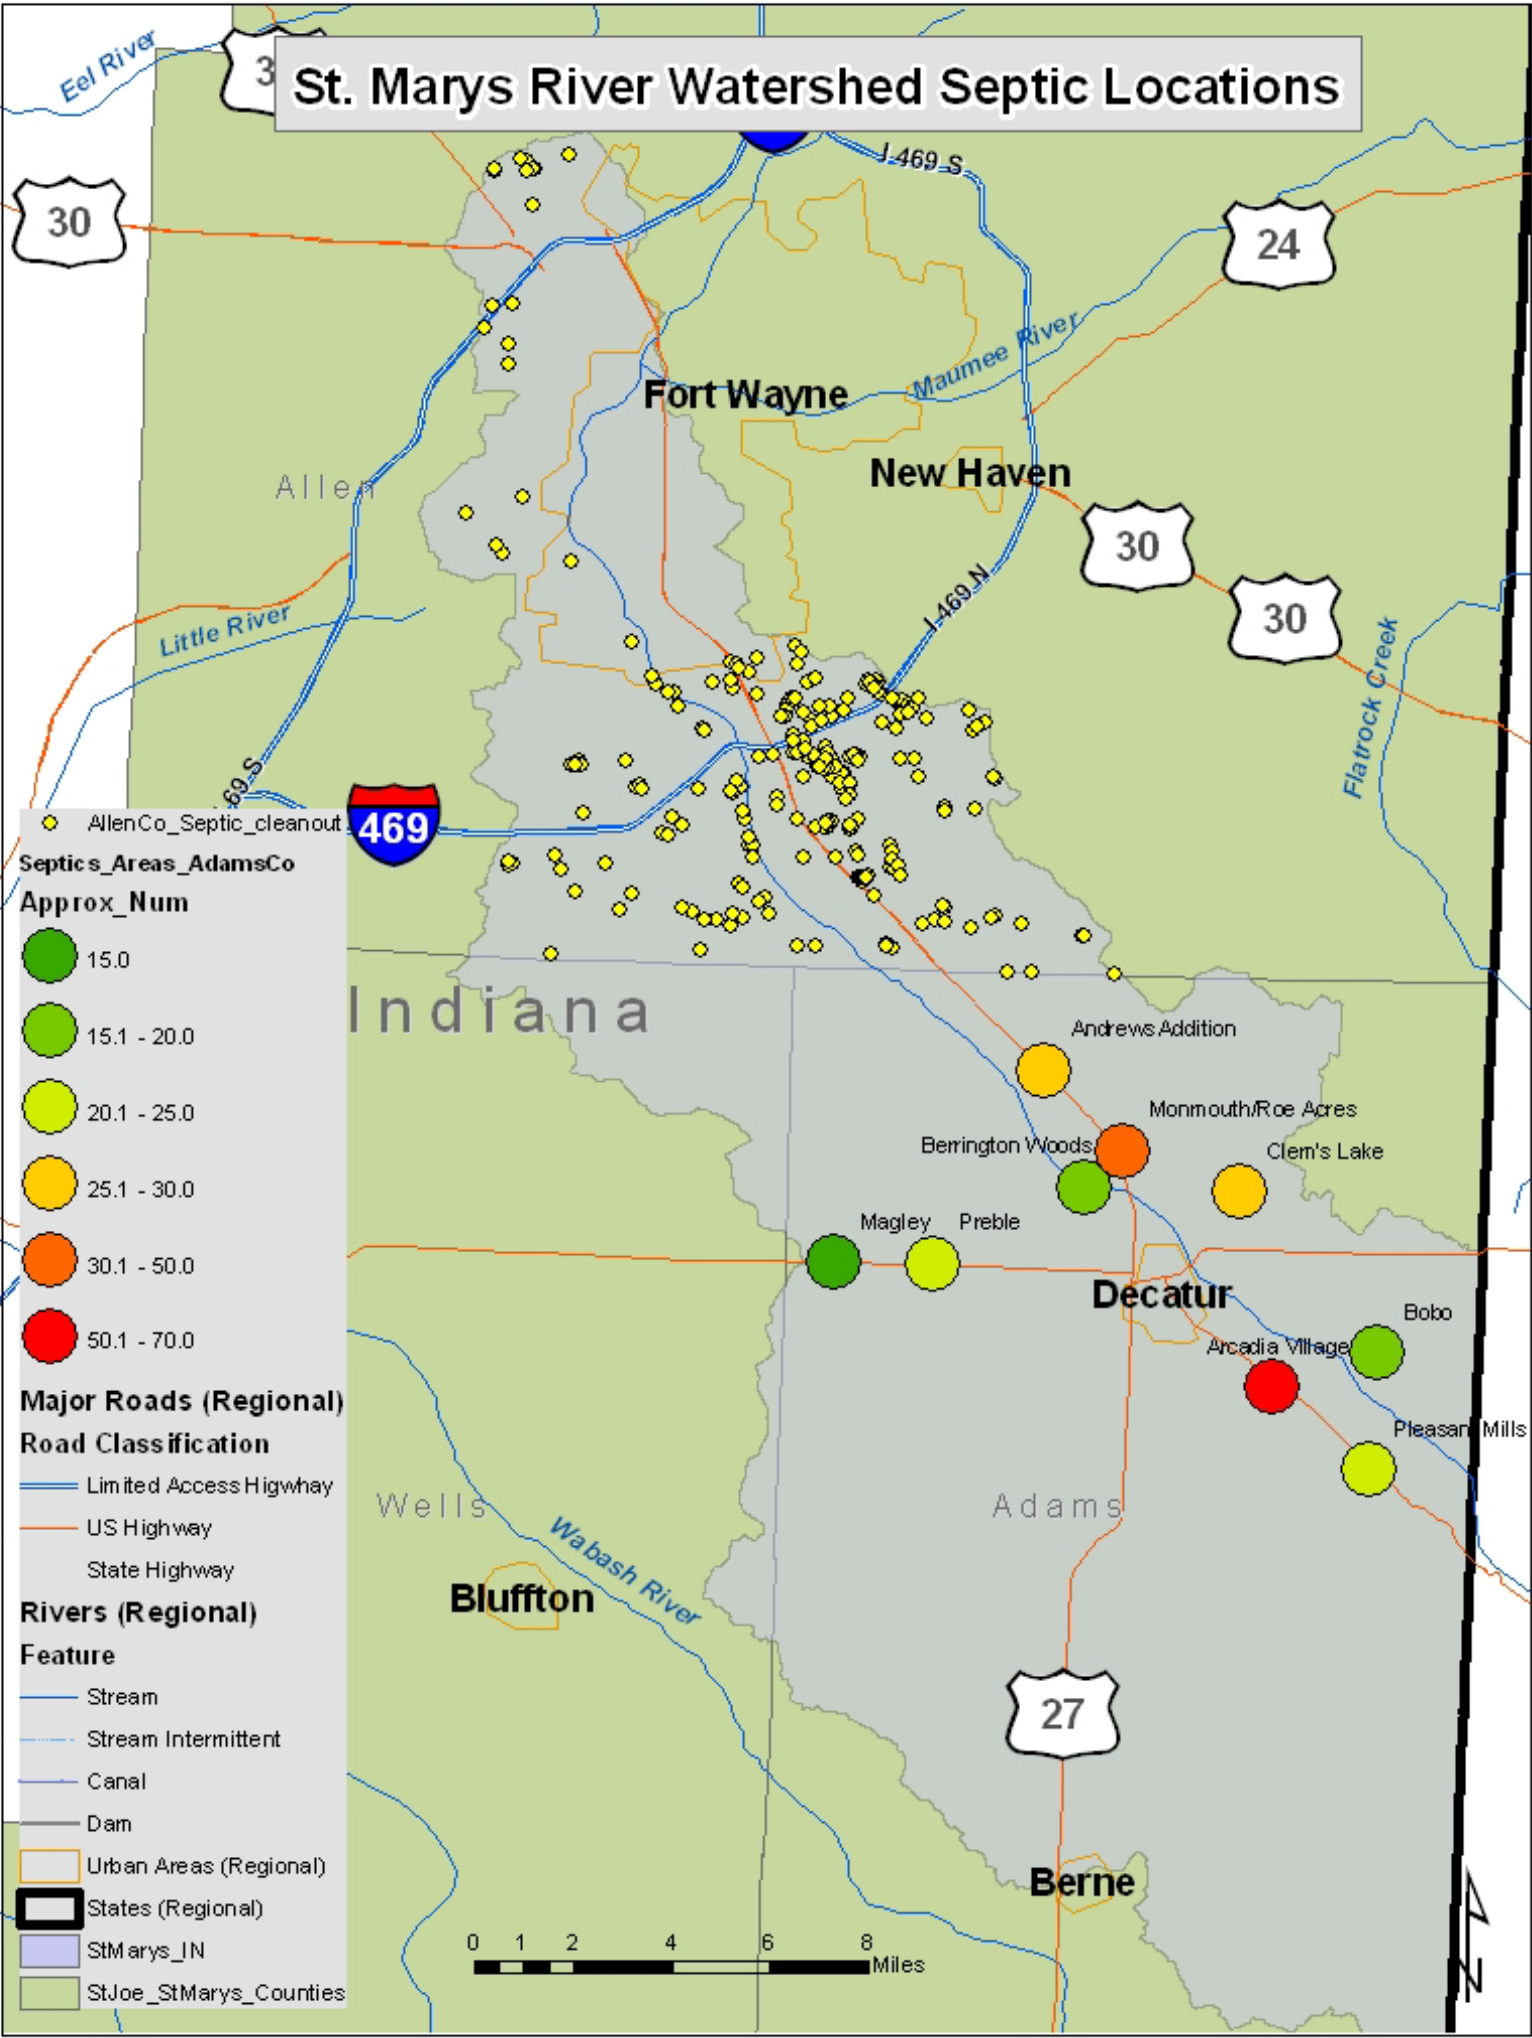 St. Marys River Watershed Septic Locations
Eel River
3
30
I 469 S
24
Maumee River
Fort Wayne
New Haven
Allen
30
I 469 N
30
Little River
Flatrock Creek
69 S
469
Indiana
Andrews Addition
Monmouth/Roe Acres
Berrington Woods
Clem's Lake
Magley
Preble
Decatur
Bobo
Arcadia Village
Pleasant Mills
Wells
Adams
Wabash River
Bluffton
27
Berne
AllenCo_Septic_cleanout
Septics_Areas_AdamsCo
Approx_Num
15.0
15.1 - 20.0
20.1 - 25.0
25.1 - 30.0
30.1 - 50.0
50.1 - 70.0
Major Roads (Regional)
Road Classification
Limited Access Higwhay
US Highway
State Highway
Rivers (Regional)
Feature
Stream
Stream Intermittent
Canal
Dam
Urban Areas (Regional)
States (Regional)
StMarys_IN
StJoe_StMarys_Counties
0 1 2 4 6 8
Miles
N